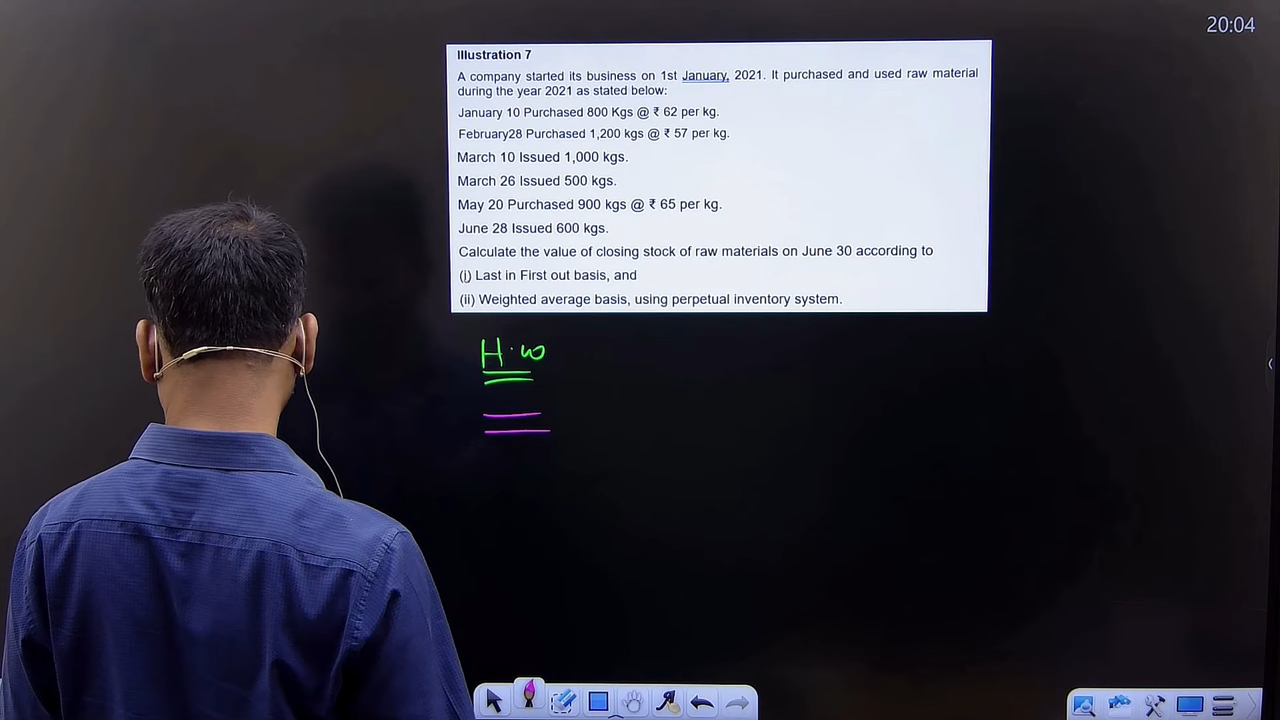 20:04
Illustration 7
A company started its business on 1st January, 2021. It purchased and used raw material
during the year 2021 as stated below:
January 10 Purchased 800 Kgs @ ₹ 62 per kg.
February28 Purchased 1,200 kgs @ ₹ 57 per kg.
March 10 Issued 1,000 kgs.
March 26 Issued 500 kgs.
May 20 Purchased 900 kgs @ ₹ 65 per kg.
June 28 Issued 600 kgs.
Calculate the value of closing stock of raw materials on June 30 according to
(i) Last in First out basis, and
(ii) Weighted average basis, using perpetual inventory system.
H.w